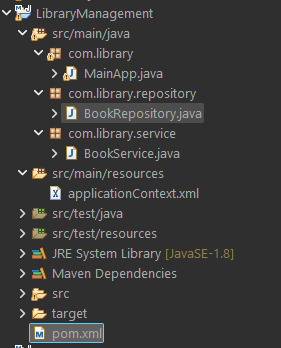 LibraryManagement
src/main/java
com.library
MainApp.java
com.library.repository
BookRepository.java
com.library.service
BookService.java
src/main/resources
applicationContext.xml
src/test/java
src/test/resources
JRE System Library [JavaSE-1.8]
Maven Dependencies
src
target
pom.xml